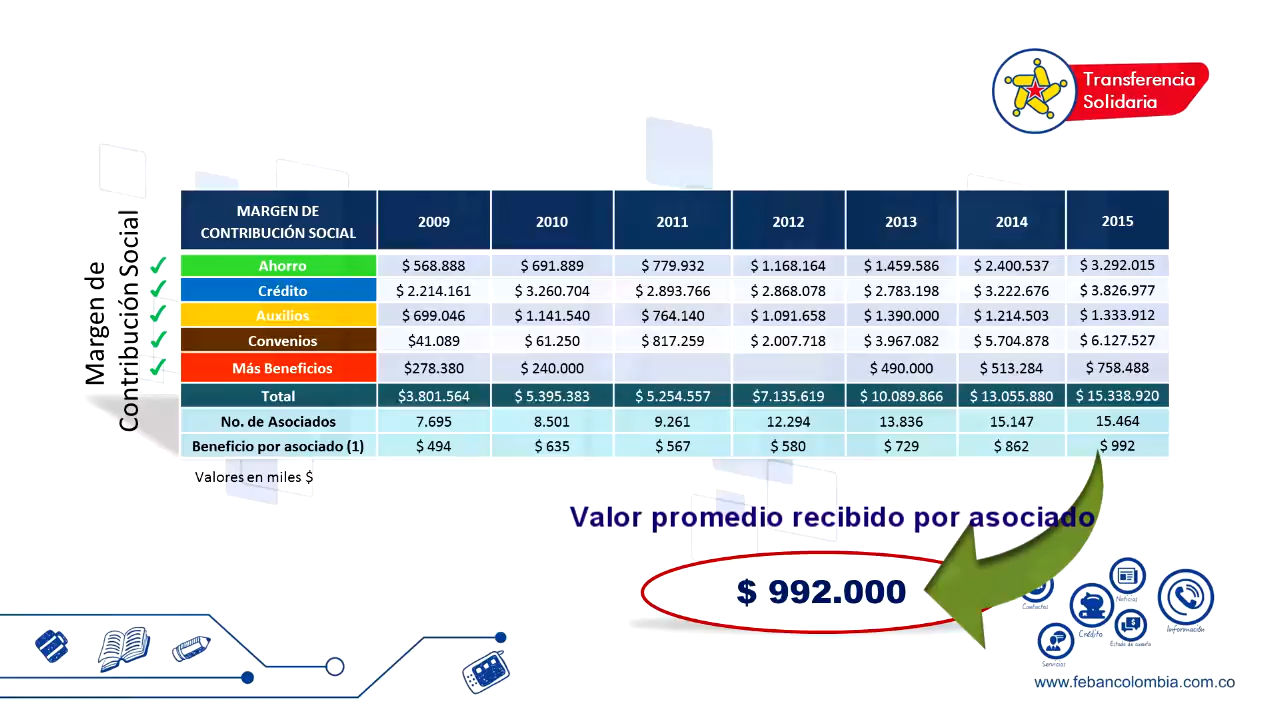 Transferencia
Solidaria
Margen de
Contribución Social
MARGEN DE
CONTRIBUCIÓN SOCIAL
2009 2010 2011 2012 2013 2014 2015
Ahorro $ 568.888 $ 691.889 $ 779.932 $ 1.168.164 $ 1.459.586 $ 2.400.537 $ 3.292.015
Crédito $ 2.214.161 $ 3.260.704 $ 2.893.766 $ 2.868.078 $ 2.783.198 $ 3.222.676 $ 3.826.977
Auxilios $ 699.046 $ 1.141.540 $ 764.140 $ 1.091.658 $ 1.390.000 $ 1.214.503 $ 1.333.912
Convenios $41.089 $ 61.250 $ 817.259 $ 2.007.718 $ 3.967.082 $ 5.704.878 $ 6.127.527
Más Beneficios $278.380 $ 240.000 $ 490.000 $ 513.284 $ 758.488
Total $3.801.564 $ 5.395.383 $ 5.254.557 $7.135.619 $ 10.089.866 $ 13.055.880 $ 15.338.920
No. de Asociados 7.695 8.501 9.261 12.294 13.836 15.147 15.464
Beneficio por asociado (1) $ 494 $ 635 $ 567 $ 580 $ 729 $ 862 $ 992
Valores en miles $
Valor promedio recibido por asociado
$ 992.000
Contactos
Noticias
Crédito
Información
Estado de cuenta
Servicios
www.febancolombia.com.co